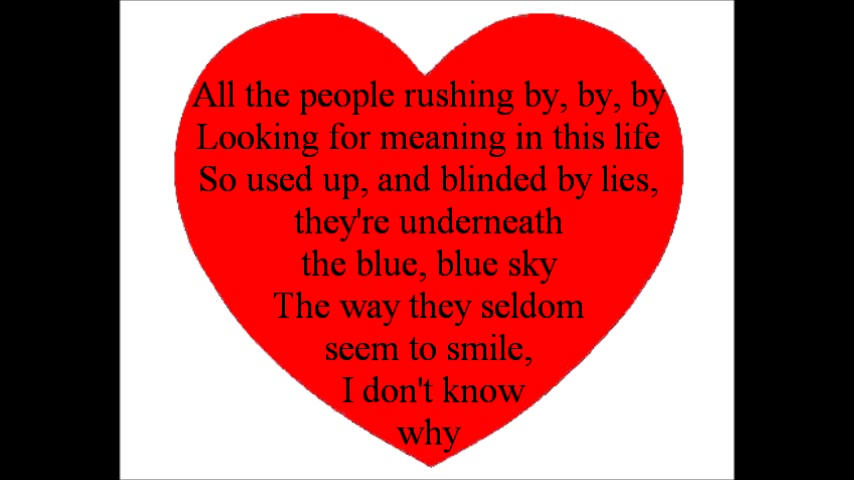 All the people rushing by, by, by
Looking for meaning in this life
So used up, and blinded by lies,
they're underneath
the blue, blue sky
The way they seldom
seem to smile,
I don't know
why